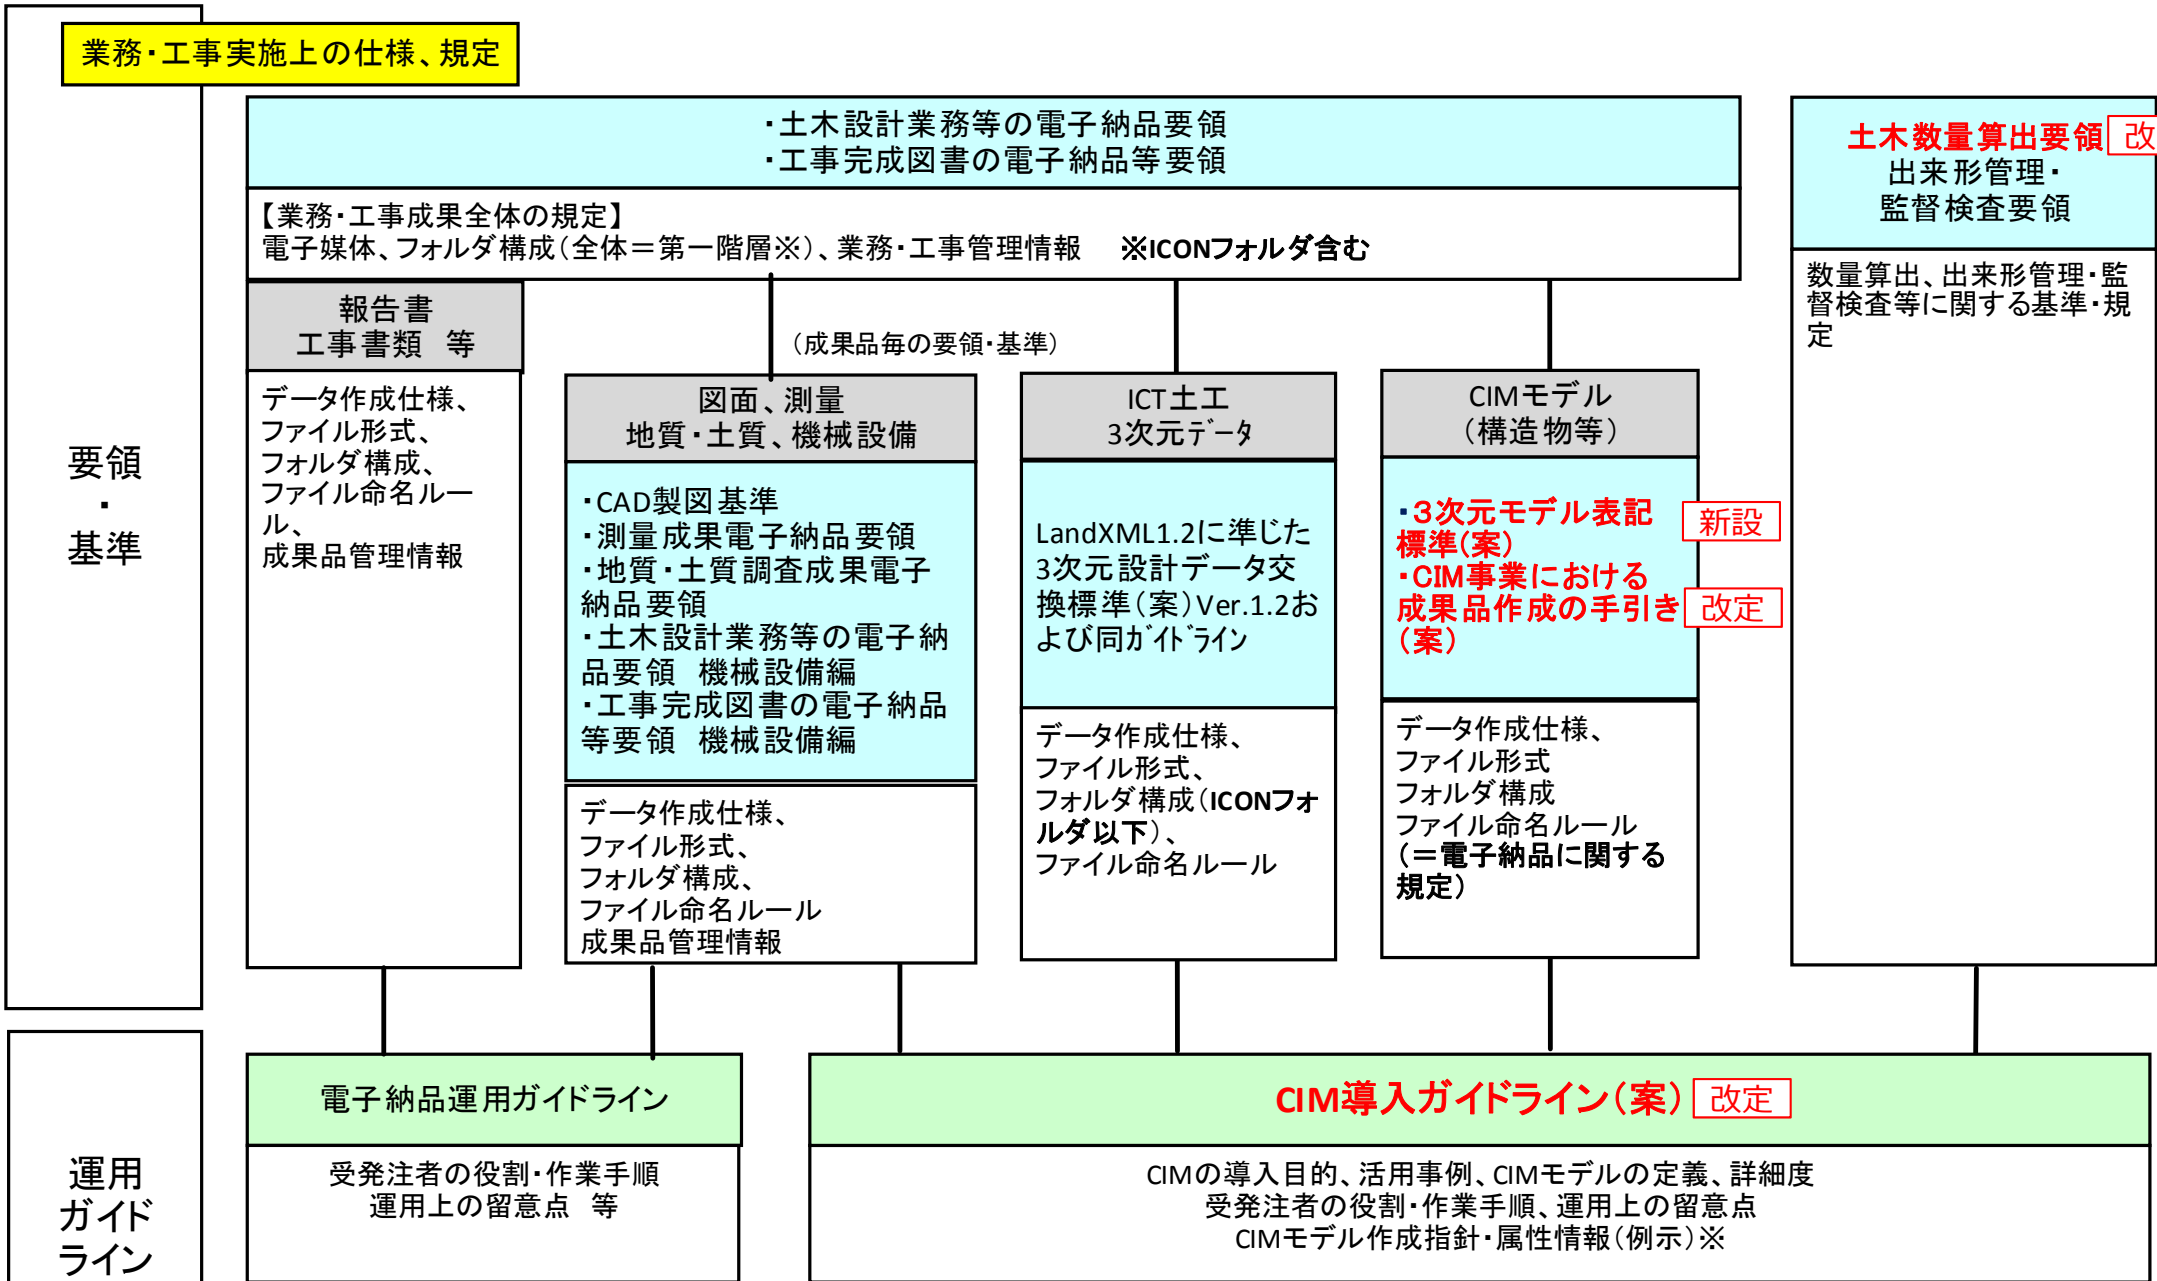 業務・工事実施上の仕様、規定
要領
・
基準
・土木設計業務等の電子納品要領
・工事完成図書の電子納品等要領
【業務・工事成果全体の規定】
電子媒体、フォルダ構成（全体＝第一階層※）、業務・工事管理情報　※ICONフォルダ含む
（成果品毎の要領・基準）
報告書
工事書類　等
データ作成仕様、
ファイル形式、
フォルダ構成、
ファイル命名ルー
ル、
成果品管理情報
図面、測量
地質・土質、機械設備
・CAD製図基準
・測量成果電子納品要領
・地質・土質調査成果電子
納品要領
・土木設計業務等の電子納
品要領　機械設備編
・工事完成図書の電子納品
等要領　機械設備編
データ作成仕様、
ファイル形式、
フォルダ構成、
ファイル命名ルール
成果品管理情報
ICT土工
3次元ﾃﾞｰﾀ
LandXML1.2に準じた
3次元設計データ交
換標準（案）Ver.1.2お
よび同ｶﾞｲﾄﾞﾗｲﾝ
データ作成仕様、
ファイル形式、
フォルダ構成（ICONフォ
ルダ以下）、
ファイル命名ルール
CIMモデル
（構造物等）
・３次元モデル表記
標準(案)
新設
・CIM事業における
成果品作成の手引き
（案）
改定
データ作成仕様、
ファイル形式
フォルダ構成
ファイル命名ルール
（＝電子納品に関する
規定）
土木数量算出要領 改
出来形管理・
監督検査要領
数量算出、出来形管理・監
督検査等に関する基準・規
定
運用
ガイド
ライン
電子納品運用ガイドライン
受発注者の役割・作業手順
運用上の留意点　等
CIM導入ガイドライン（案） 改定
CIMの導入目的、活用事例、CIMモデルの定義、詳細度
受発注者の役割・作業手順、運用上の留意点
CIMモデル作成指針・属性情報（例示）※